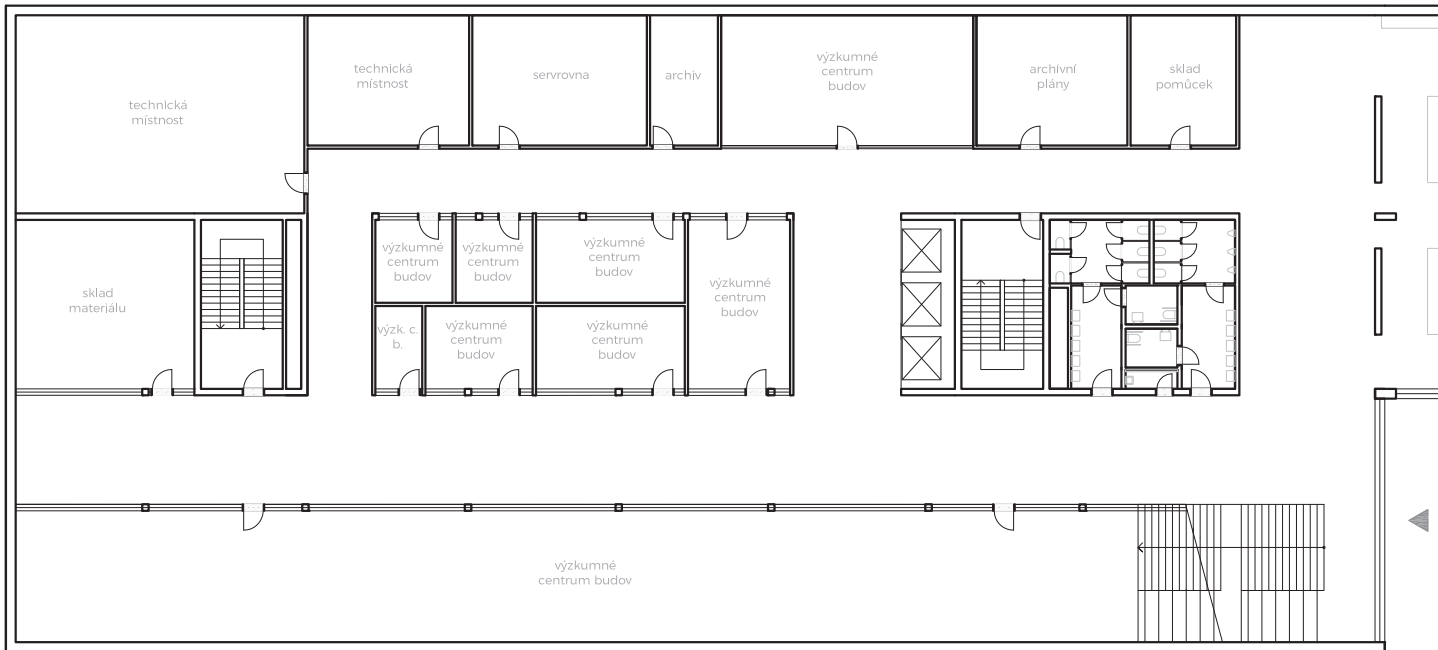 technická
místnost
technická
místnost
servrovna
archiv
výzkumné
centrum
budov
archívní
plány
sklad
pomůcek
sklad
materiálu
výzkumné
centrum
budov
výzkumné
centrum
budov
výzkumné
centrum
budov
výzkumné
centrum
budov
výzk. c.
b.
výzkumné
centrum
budov
výzkumné
centrum
budov
výzkumné
centrum budov